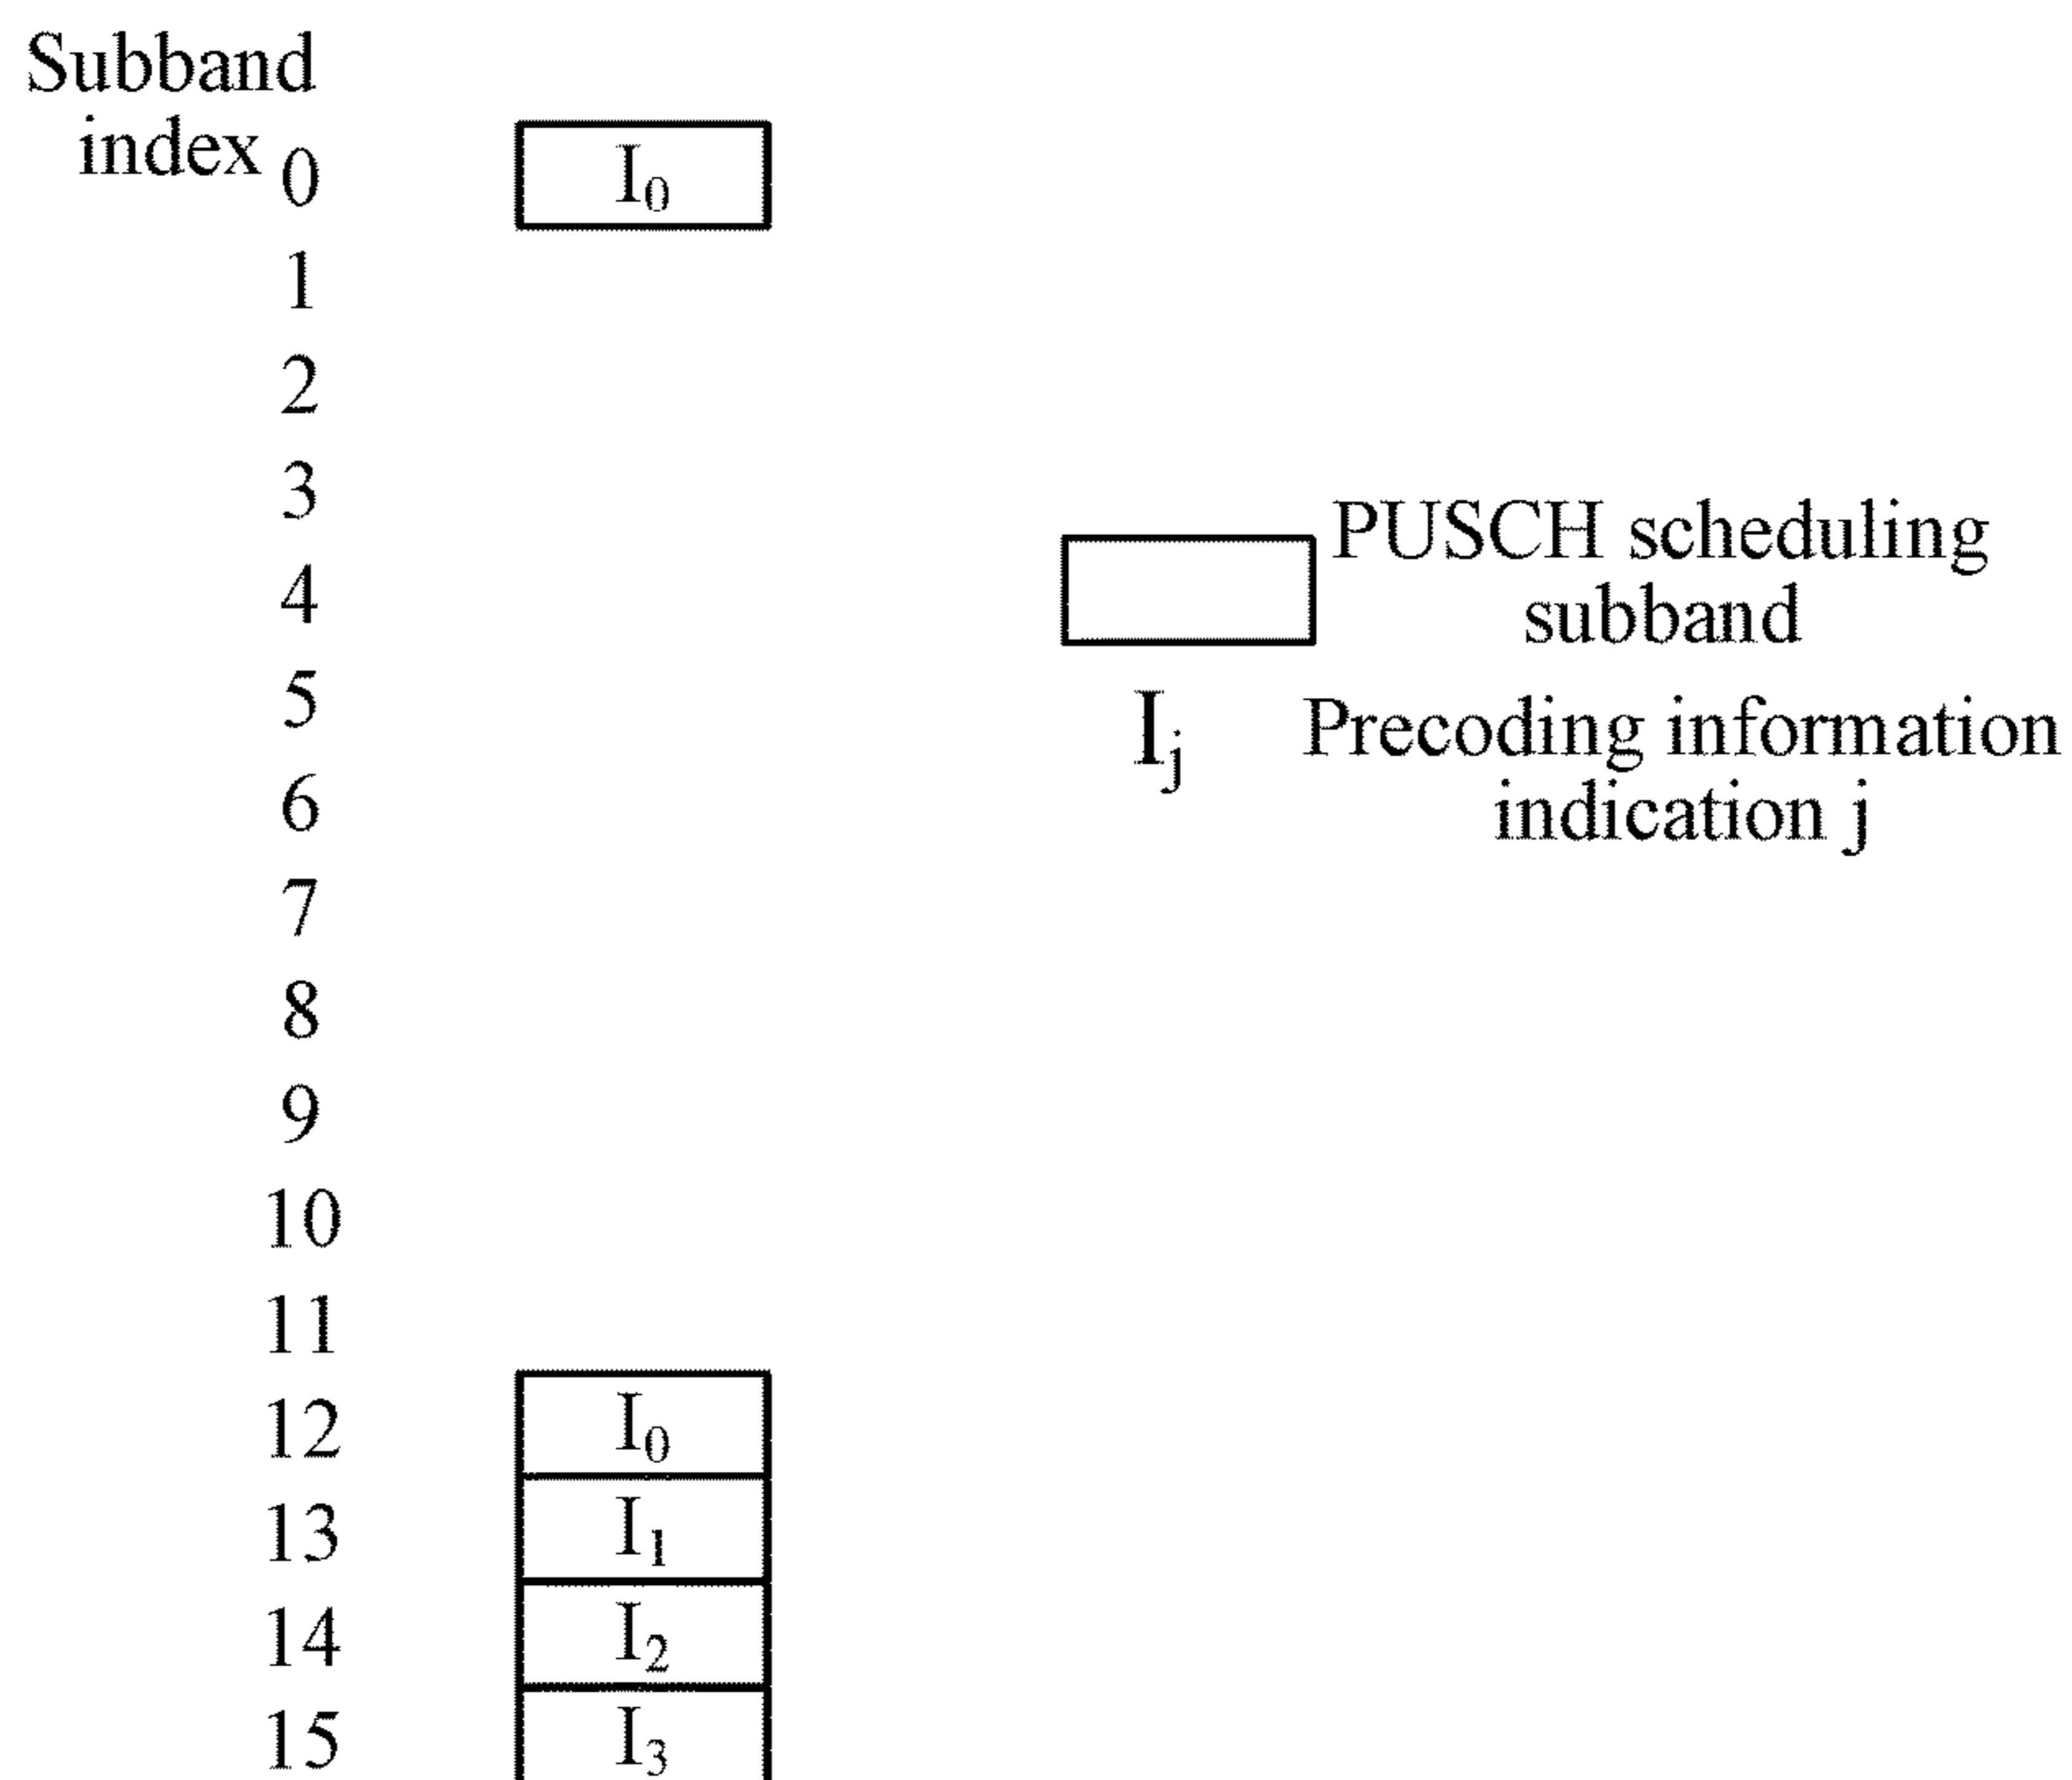 Subband
index
0 I₀
1
2
3
PUSCH scheduling
4
subband
5
Iⱼ Precoding information
6
indication j
7
8
9
10
11
12 I₀
13 I₁
14 I₂
15 I₃